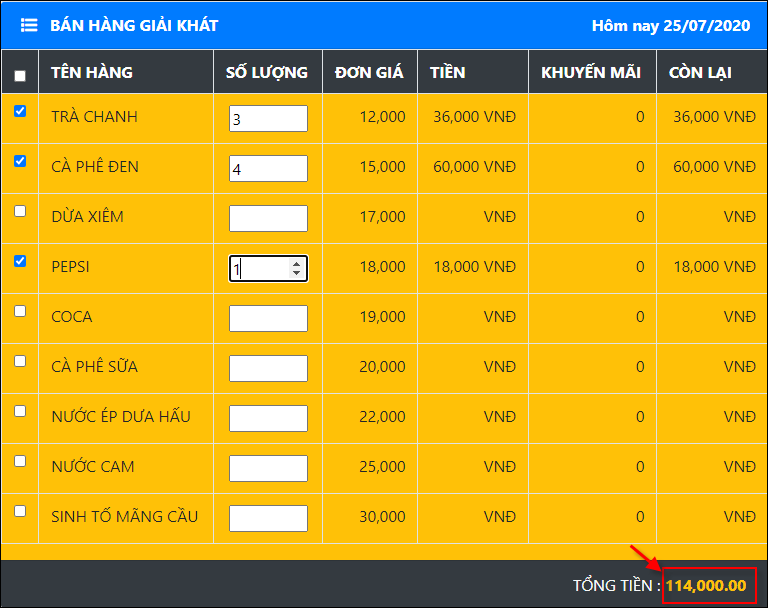 BÁN HÀNG GIẢI KHÁT Hôm nay 25/07/2020
TÊN HÀNG SỐ LƯỢNG ĐƠN GIÁ TIỀN KHUYẾN MÃI CÒN LẠI
TRÀ CHANH 3 12,000 36,000 VNĐ 0 36,000 VNĐ
CÀ PHÊ ĐEN 4 15,000 60,000 VNĐ 0 60,000 VNĐ
DỪA XIÊM 17,000 VNĐ 0 VNĐ
PEPSI 1 18,000 18,000 VNĐ 0 18,000 VNĐ
COCA 19,000 VNĐ 0 VNĐ
CÀ PHÊ SỮA 20,000 VNĐ 0 VNĐ
NƯỚC ÉP DƯA HẤU 22,000 VNĐ 0 VNĐ
NƯỚC CAM 25,000 VNĐ 0 VNĐ
SINH TỐ MÃNG CẦU 30,000 VNĐ 0 VNĐ
TỔNG TIỀN : 114,000.00